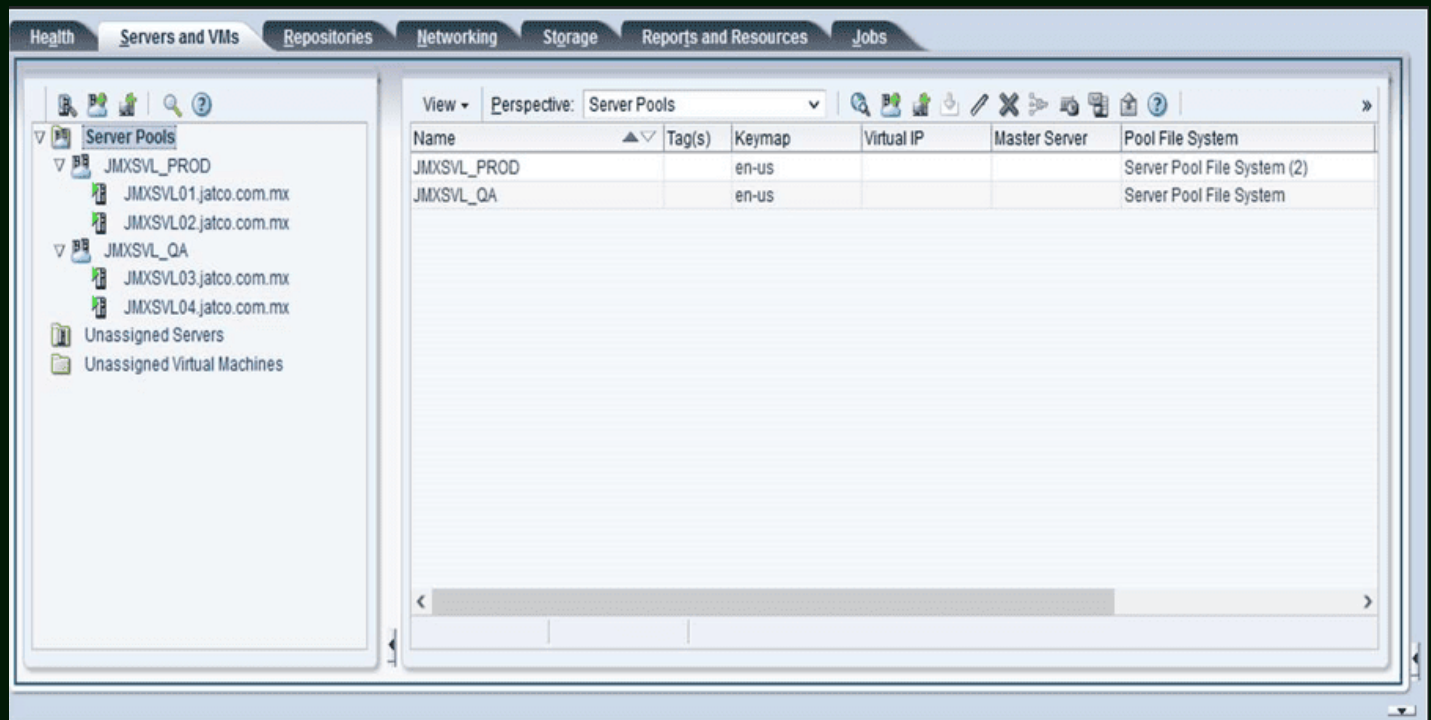 Health Servers and VMs Repositories Networking Storage Reports and Resources Jobs
Server Pools
JMXSVL_PROD
JMXSVL01.jatco.com.mx
JMXSVL02.jatco.com.mx
JMXSVL_QA
JMXSVL03.jatco.com.mx
JMXSVL04.jatco.com.mx
Unassigned Servers
Unassigned Virtual Machines
View Perspective: Server Pools
Name Tag(s) Keymap Virtual IP Master Server Pool File System
JMXSVL_PROD en-us Server Pool File System (2)
JMXSVL_QA en-us Server Pool File System